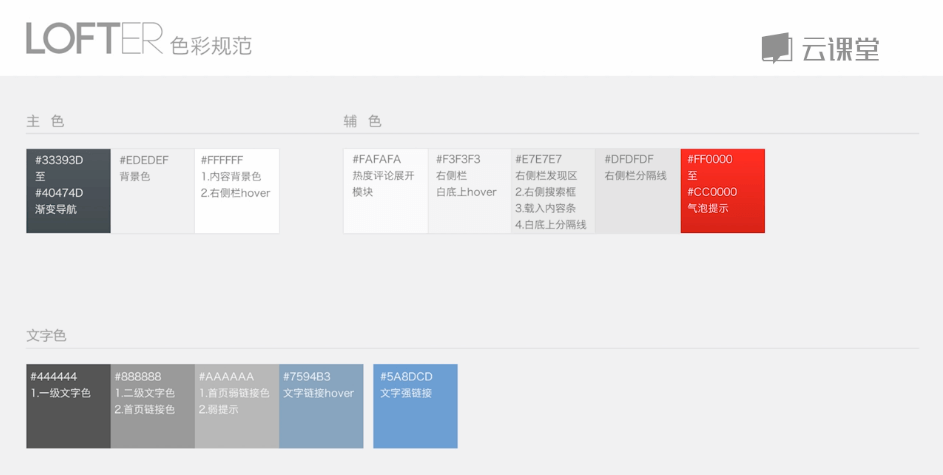 LOFTER 色彩规范
云课堂
主 色
#33393D
至
#40474D
渐变导航
#EDEDEF
背景色
#FFFFFF
1.内容背景色
2.右侧栏hover
辅 色
#FAFAFA
热度评论展开
模块
#F3F3F3
右侧栏
白底上hover
#E7E7E7
右侧栏发现区
2.右侧搜索框
3.载入内容条
4.白底上分隔线
#DFDFDF
右侧栏分隔线
#FF0000
至
#CC0000
气泡提示
文字色
#444444
1.一级文字色
#888888
1.二级文字色
2.首页链接色
#AAAAAA
1.首页弱链接色
2.弱提示
#7594B3
文字链接hover
#5A8DCD
文字强链接